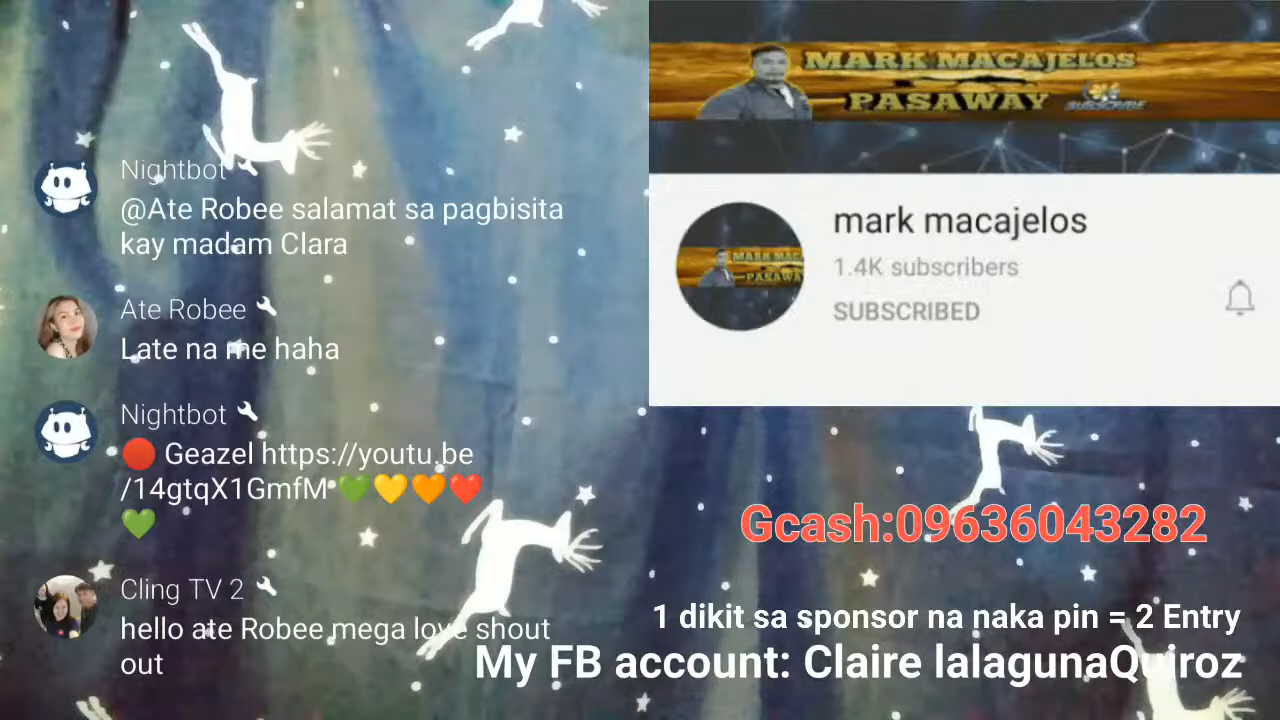 Nightbot
@Ate Robee salamat sa pagbisita
kay madam Clara
Ate Robee
Late na me haha
Nightbot
🔴 Geazel https://youtu.be
/14gtqX1GmfM 💚💛🧡❤️
💚
Cling TV 2
hello ate Robee mega love shout
out
MARK MACAJELOS
PASAWAY
SUBSCRIBE
mark macajelos
1.4K subscribers
SUBSCRIBED
Gcash:09636043282
1 dikit sa sponsor na naka pin = 2 Entry
My FB account: Claire lalagunaQuiroz